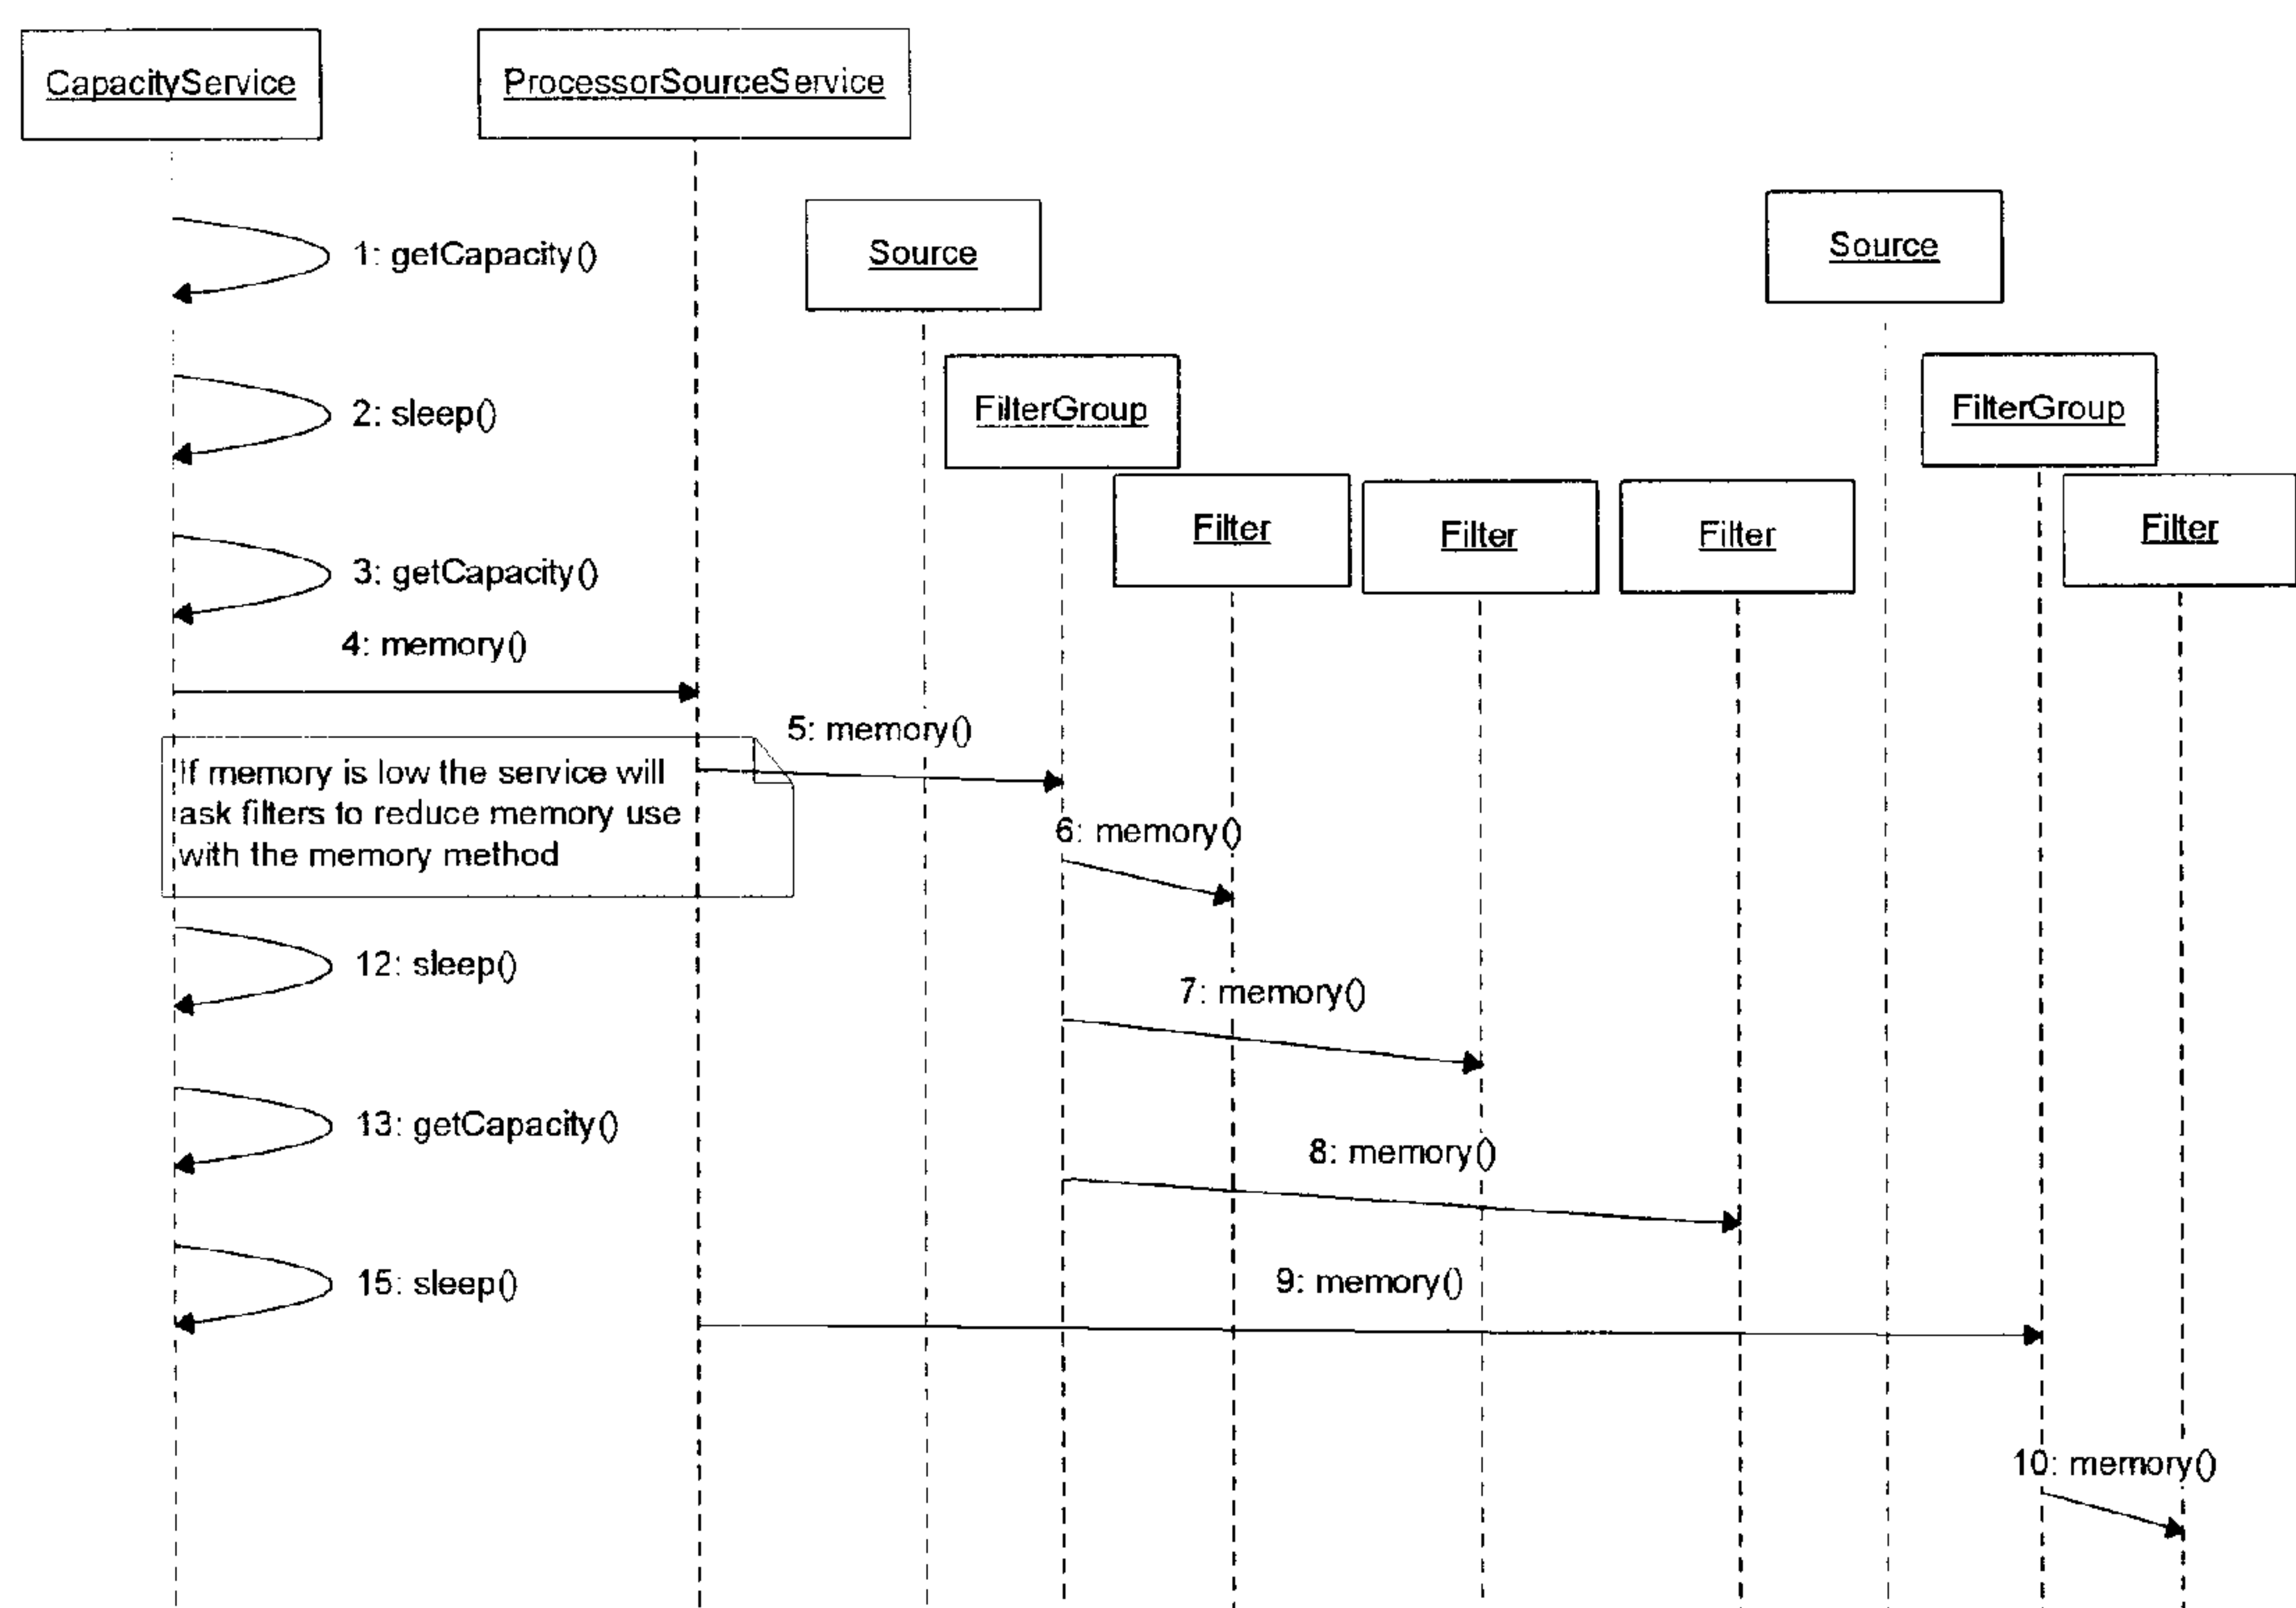 CapacityService
ProcessorSourceService
Source
Source
1: getCapacity()
FilterGroup
FilterGroup
2: sleep()
Filter
Filter
Filter
Filter
3: getCapacity()
4: memory()
5: memory()
If memory is low the service will
ask filters to reduce memory use
with the memory method
6: memory()
12: sleep()
7: memory()
13: getCapacity()
8: memory()
15: sleep()
9: memory()
10: memory()